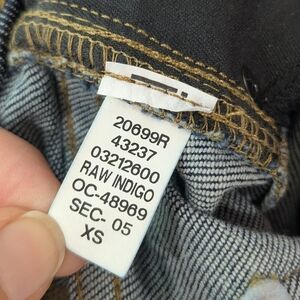 20699R
43237
03212600
RAW INDIGO
OC-48969
SEC- 05
XS